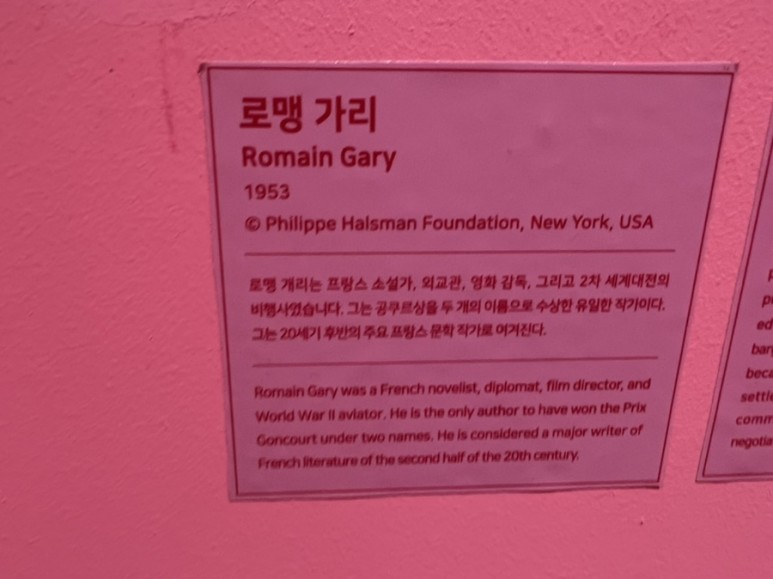 로맹 가리
Romain Gary
1953
© Philippe Halsman Foundation, New York, USA
로맹 개리는 프랑스 소설가, 외교관, 영화 감독, 그리고 2차 세계대전의
비행사였습니다. 그는 공쿠르상을 두 개의 이름으로 수상한 유일한 작가이다.
그는 20세기 후반의 주요 프랑스 문학 작가로 여겨진다.
Romain Gary was a French novelist, diplomat, film director, and
World War II aviator. He is the only author to have won the Prix
Goncourt under two names. He is considered a major writer of
French literature of the second half of the 20th century.